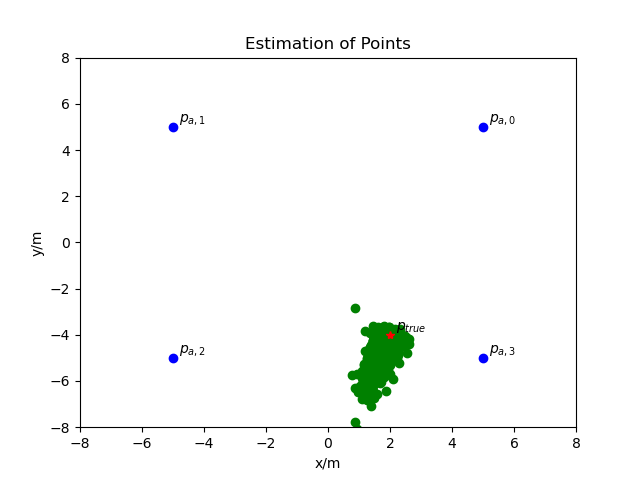 Estimation of Points
8
6
4
2
0
−2
−4
−6
−8
y/m
p_{a,1}
p_{a,0}
p_{true}
p_{a,2}
p_{a,3}
−8 −6 −4 −2 0 2 4 6 8
x/m